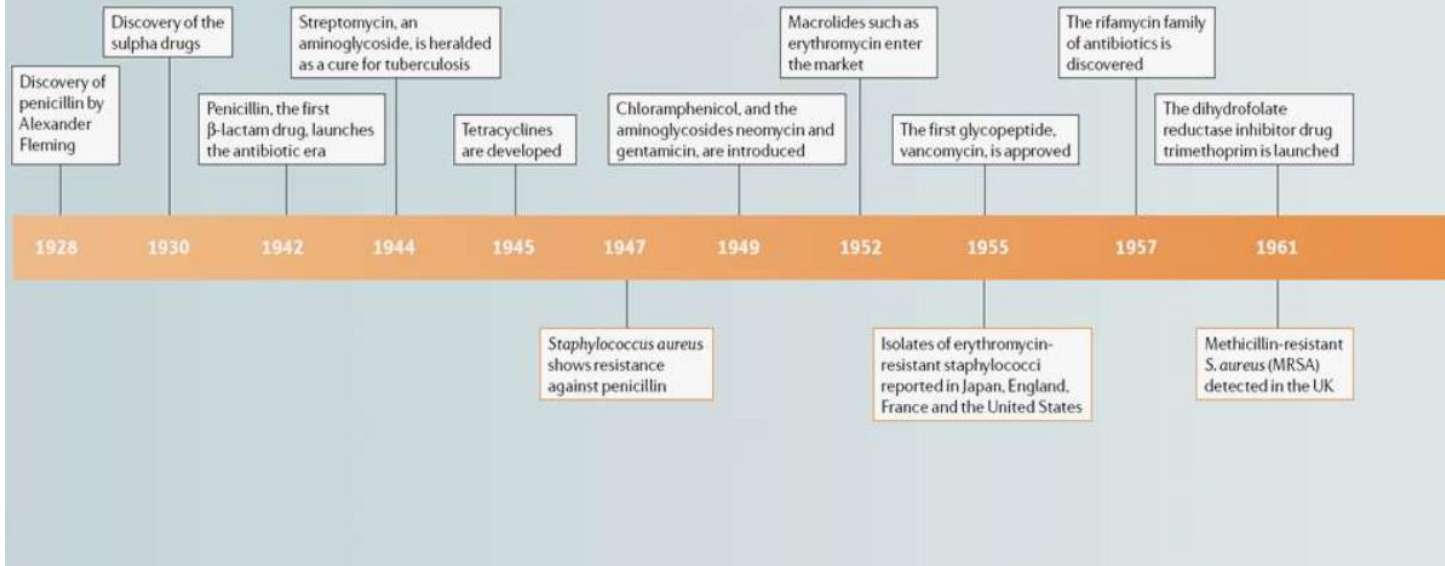 Discovery of
penicillin by
Alexander
Fleming
Discovery of the
sulpha drugs
Penicillin, the first
β-lactam drug, launches
the antibiotic era
Streptomycin, an
aminoglycoside, is heralded
as a cure for tuberculosis
Tetracyclines
are developed
Chloramphenicol, and the
aminoglycosides neomycin and
gentamicin, are introduced
Macrolides such as
erythromycin enter
the market
The first glycopeptide,
vancomycin, is approved
The rifamycin family
of antibiotics is
discovered
The dihydrofolate
reductase inhibitor drug
trimethoprim is launched
1928 1930 1942 1944 1945 1947 1949 1952 1955 1957 1961
Staphylococcus aureus
shows resistance
against penicillin
Isolates of erythromycin-
resistant staphylococci
reported in Japan, England,
France and the United States
Methicillin-resistant
S. aureus (MRSA)
detected in the UK